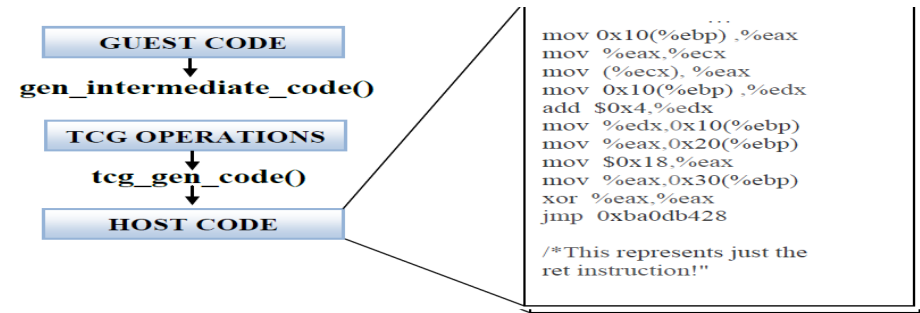 GUEST CODE
gen_intermediate_code()
TCG OPERATIONS
tcg_gen_code()
HOST CODE
...
mov 0x10(%ebp) ,%eax
mov %eax,%ecx
mov (%ecx), %eax
mov 0x10(%ebp) ,%edx
add $0x4,%edx
mov %edx,0x10(%ebp)
mov %eax,0x20(%ebp)
mov $0x18,%eax
mov %eax,0x30(%ebp)
xor %eax,%eax
jmp 0xba0db428
/*This represents just the
ret instruction!"